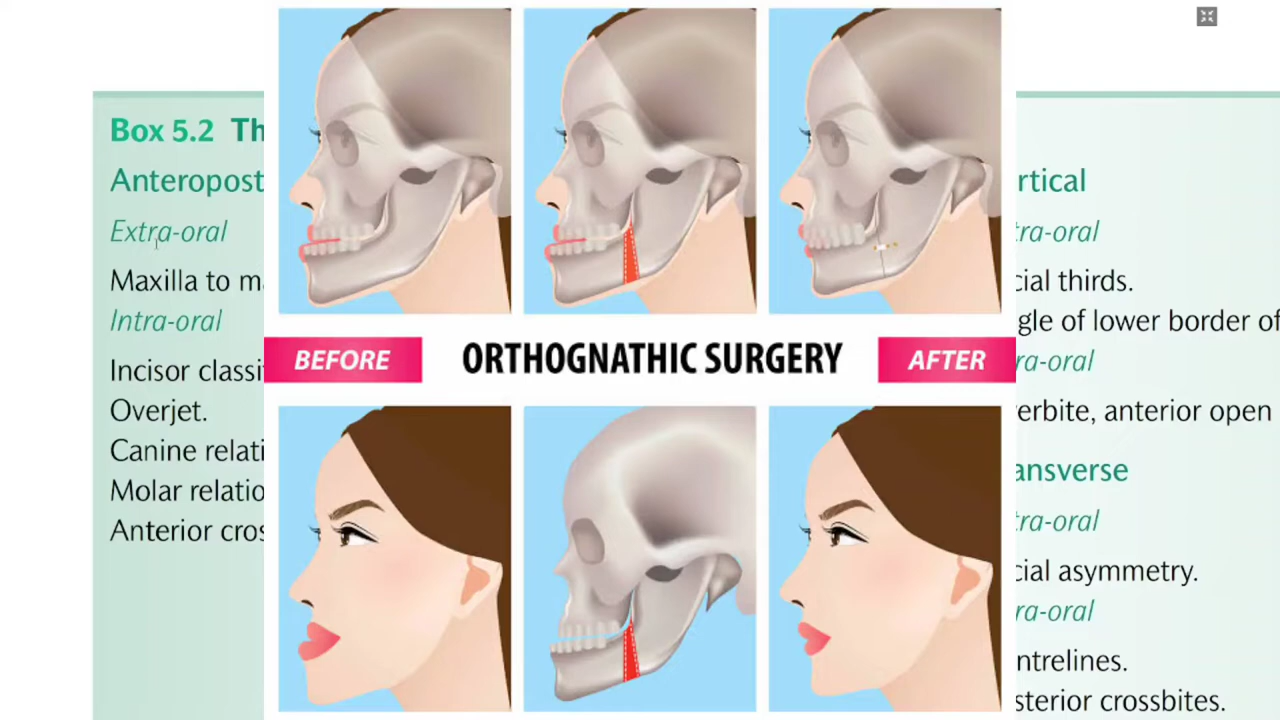 Box 5.2 Th
Anteropost
Extra-oral
Maxilla to m
Intra-oral
Incisor classi
Overjet.
Canine relati
Molar relatio
Anterior cros
BEFORE
ORTHOGNATHIC SURGERY
AFTER
rtical
tra-oral
cial thirds.
gle of lower border of
ra-oral
erbite, anterior open
ansverse
tra-oral
cial asymmetry.
ra-oral
ntrelines.
sterior crossbites.